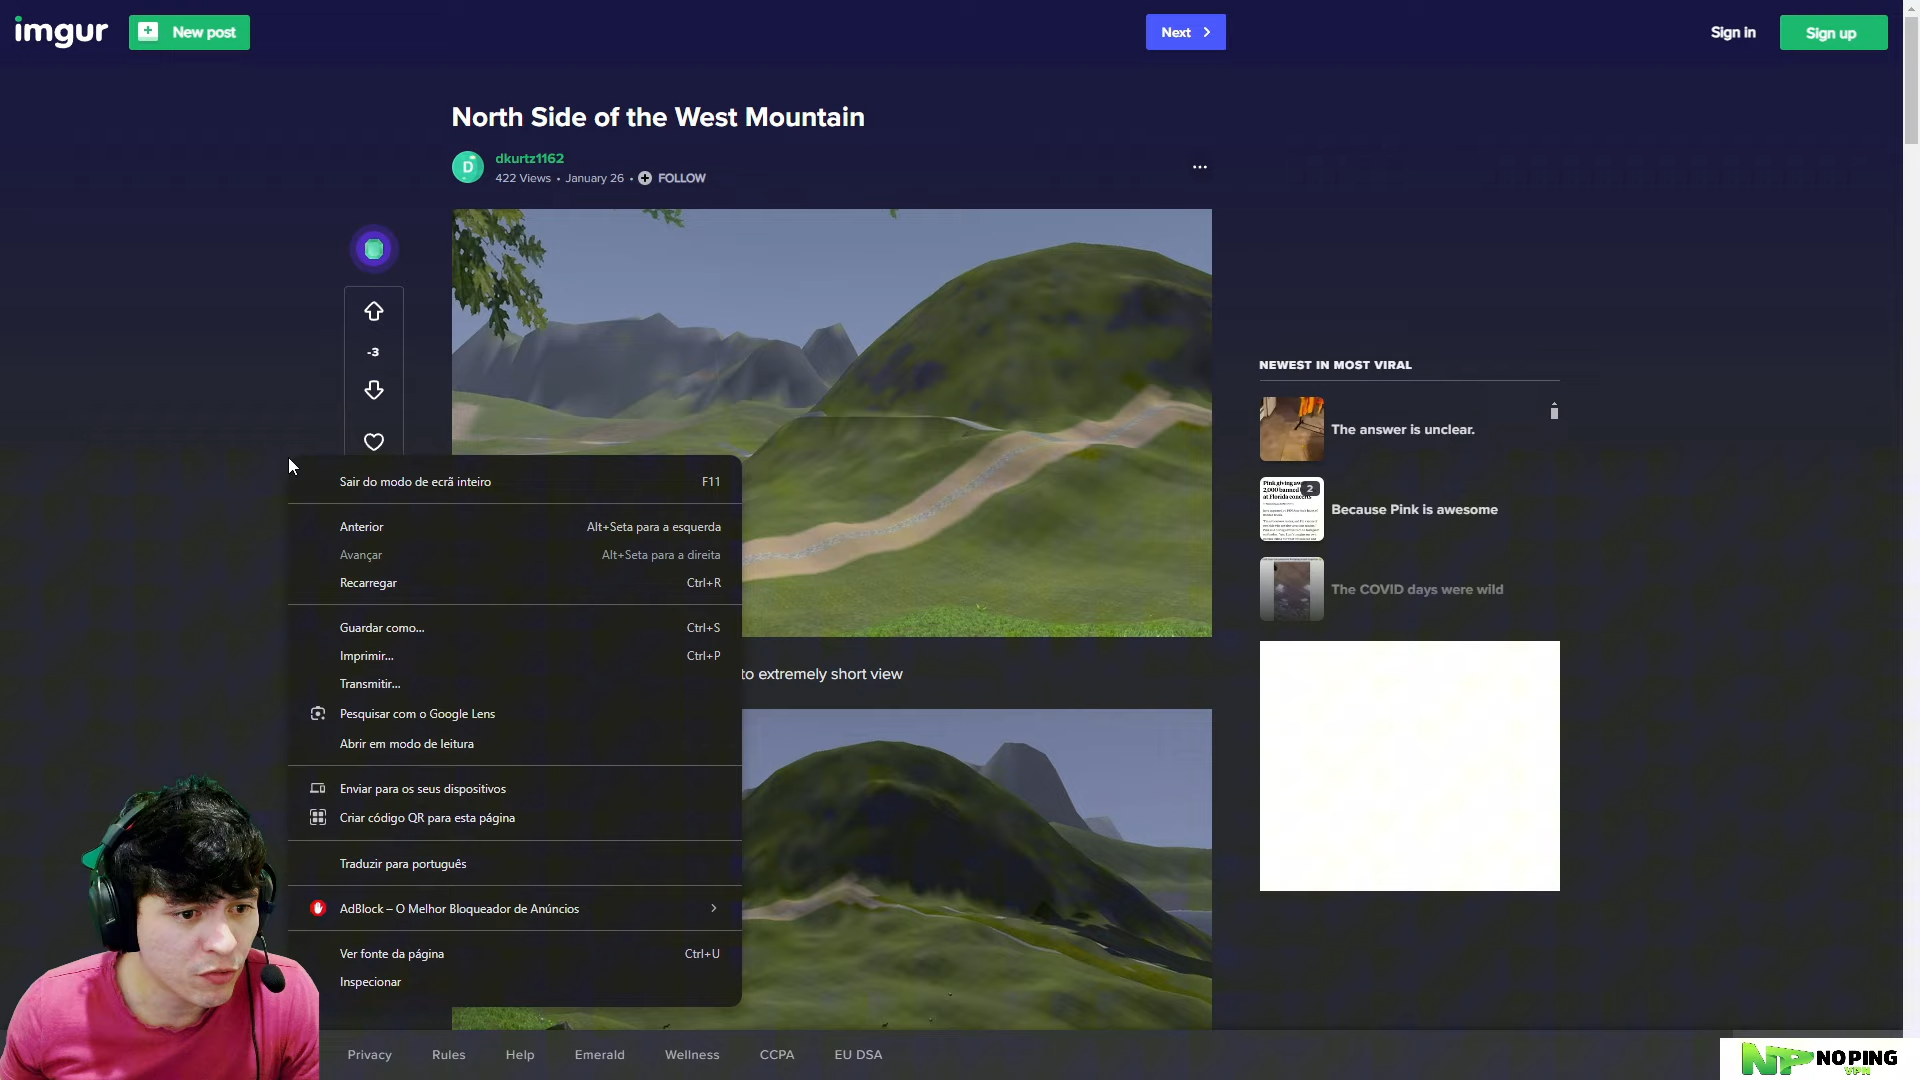 imgur
New post
Next
Sign in
Sign up
North Side of the West Mountain
D
dkurtz1162
422 Views • January 26 • FOLLOW
-3
NEWEST IN MOST VIRAL
The answer is unclear.
2
Because Pink is awesome
The COVID days were wild
Sair do modo de ecrã inteiro F11
Anterior Alt+Seta para a esquerda
Avançar Alt+Seta para a direita
Recarregar Ctrl+R
Guardar como... Ctrl+S
Imprimir... Ctrl+P
Transmitir...
Pesquisar com o Google Lens
Abrir em modo de leitura
Enviar para os seus dispositivos
Criar código QR para esta página
Traduzir para português
AdBlock – O Melhor Bloqueador de Anúncios
Ver fonte da página Ctrl+U
Inspecionar
to extremely short view
Privacy Rules Help Emerald Wellness CCPA EU DSA
NP NOPING
VPN